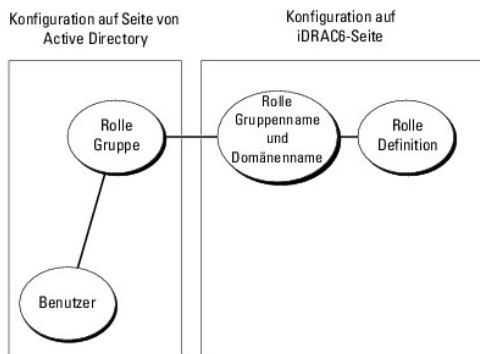 Konfiguration auf Seite von
Active Directory
Konfiguration auf
iDRAC6-Seite
Rolle
Gruppe
Rolle
Gruppenname
und
Domänenname
Rolle
Definition
Benutzer